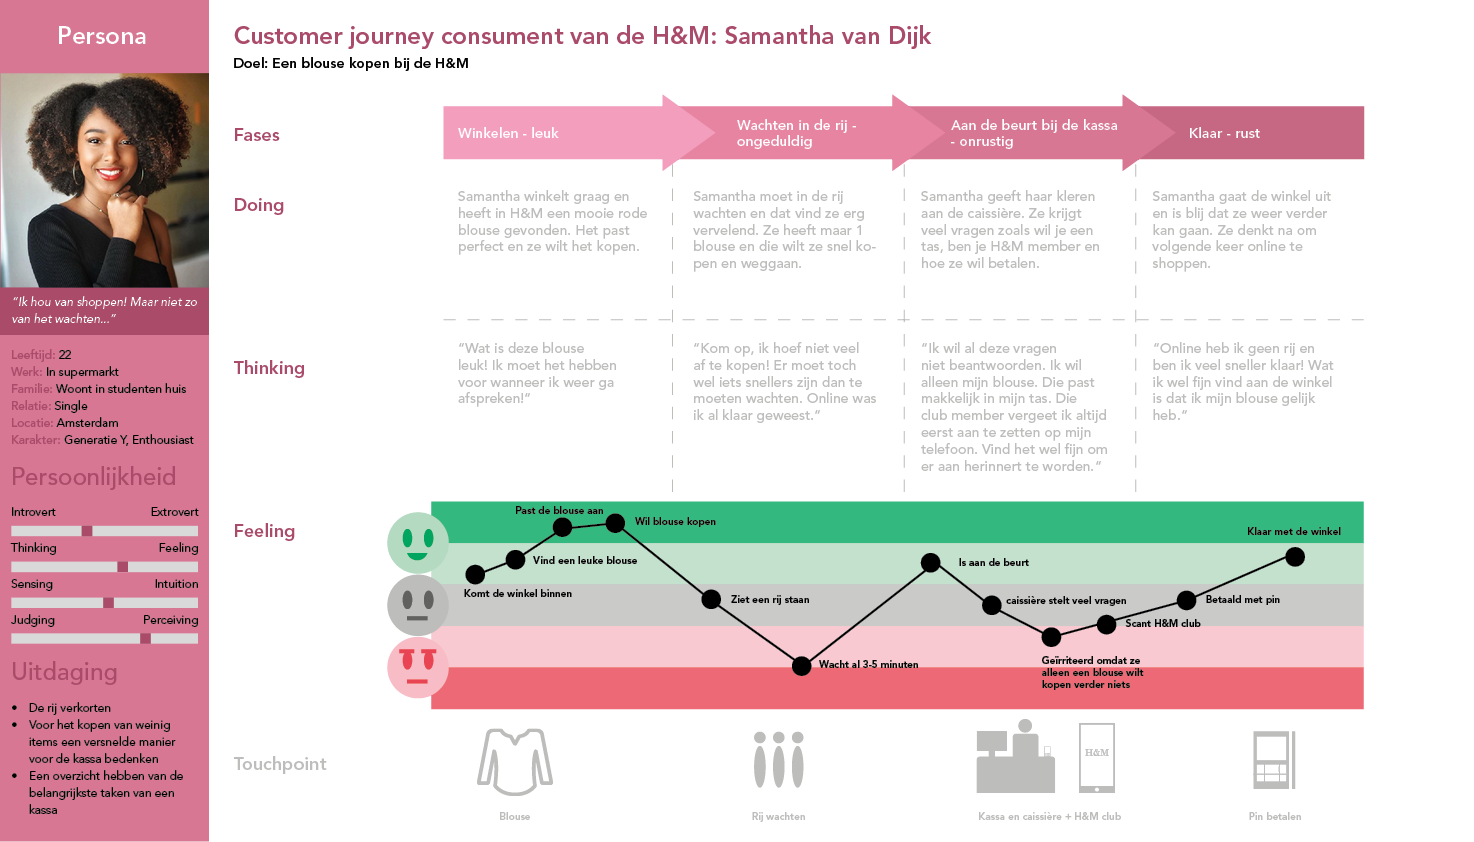 Persona
"Ik hou van shoppen! Maar niet zo
van het wachten..."
Leeftijd: 22
Werk: In supermarkt
Familie: Woont in studenten huis
Relatie: Single
Locatie: Amsterdam
Karakter: Generatie Y, Enthousiast
Persoonlijkheid
Introvert Extrovert
Thinking Feeling
Sensing Intuition
Judging Perceiving
Uitdaging
• De rij verkorten
• Voor het kopen van weinig
items een versnelde manier
voor de kassa bedenken
• Een overzicht hebben van de
belangrijkste taken van een
kassa
Customer journey consument van de H&M: Samantha van Dijk
Doel: Een blouse kopen bij de H&M
Fases
Winkelen - leuk
Wachten in de rij -
ongeduldig
Aan de beurt bij de kassa
- onrustig
Klaar - rust
Doing
Samantha winkelt graag en
heeft in H&M een mooie rode
blouse gevonden. Het past
perfect en ze wilt het kopen.
Samantha moet in de rij
wachten en dat vind ze erg
vervelend. Ze heeft maar 1
blouse en die wilt ze snel ko-
pen en weggaan.
Samantha geeft haar kleren
aan de caissière. Ze krijgt
veel vragen zoals wil je een
tas, ben je H&M member en
hoe ze wil betalen.
Samantha gaat de winkel uit
en is blij dat ze weer verder
kan gaan. Ze denkt na om
volgende keer online te
shoppen.
Thinking
"Wat is deze blouse
leuk! Ik moet het hebben
voor wanneer ik weer ga
afspreken!"
"Kom op, ik hoef niet veel
af te kopen! Er moet toch
wel iets snellers zijn dan te
moeten wachten. Online was
ik al klaar geweest."
"Ik wil al deze vragen
niet beantwoorden. Ik wil
alleen mijn blouse. Die past
makkelijk in mijn tas. Die
club member vergeet ik altijd
eerst aan te zetten op mijn
telefoon. Vind het wel fijn om
er aan herinnert te worden."
"Online heb ik geen rij en
ben ik veel sneller klaar! Wat
ik wel fijn vind aan de winkel
is dat ik mijn blouse gelijk
heb."
Feeling
Komt de winkel binnen
Vind een leuke blouse
Past de blouse aan
Wil blouse kopen
Ziet een rij staan
Wacht al 3-5 minuten
Is aan de beurt
caissière stelt veel vragen
Geïrriteerd omdat ze
alleen een blouse wilt
kopen verder niets
Scant H&M club
Betaald met pin
Klaar met de winkel
Touchpoint
H&M
Blouse
Rij wachten
Kassa en caissière + H&M club
Pin betalen